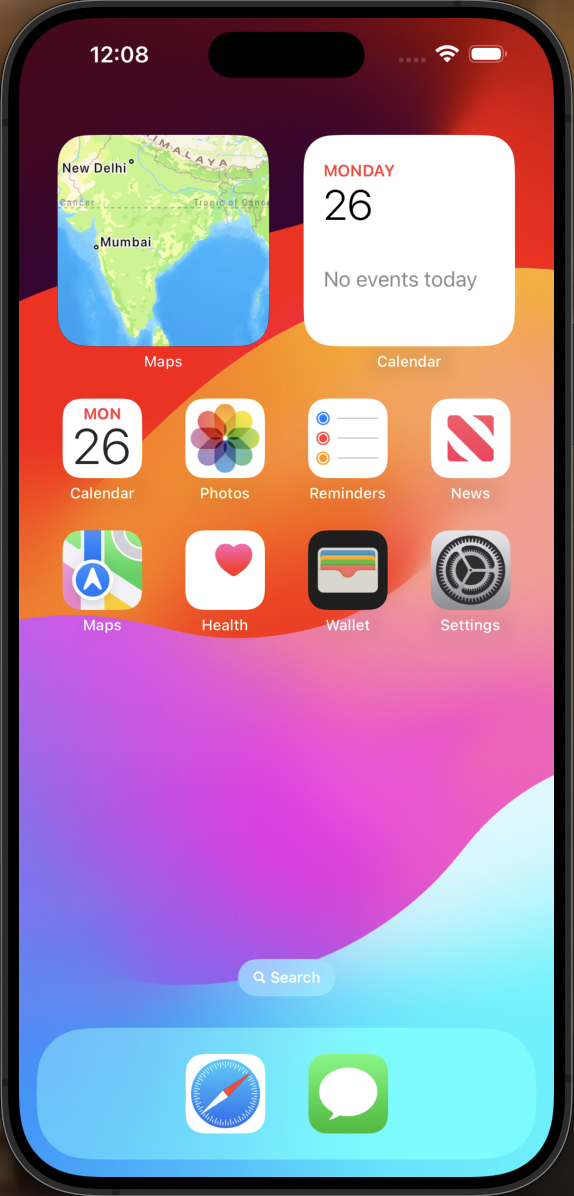 12:08
HIMALAYA
New Delhi
Cancer
Tropic of Cancer
Mumbai
Maps
MONDAY
26
No events today
Calendar
MON
26
Calendar
Photos
Reminders
News
Maps
Health
Wallet
Settings
Search